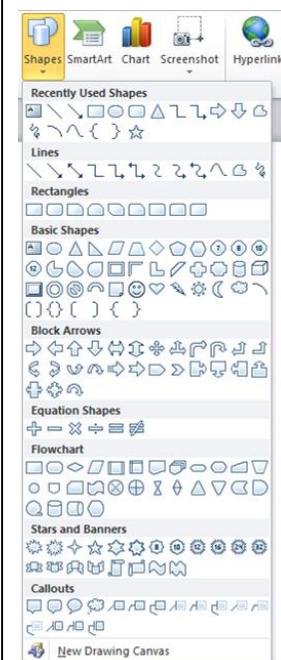 Shapes SmartArt Chart Screenshot Hyperlink
Recently Used Shapes
Lines
Rectangles
Basic Shapes
Block Arrows
Equation Shapes
Flowchart
Stars and Banners
Callouts
New Drawing Canvas